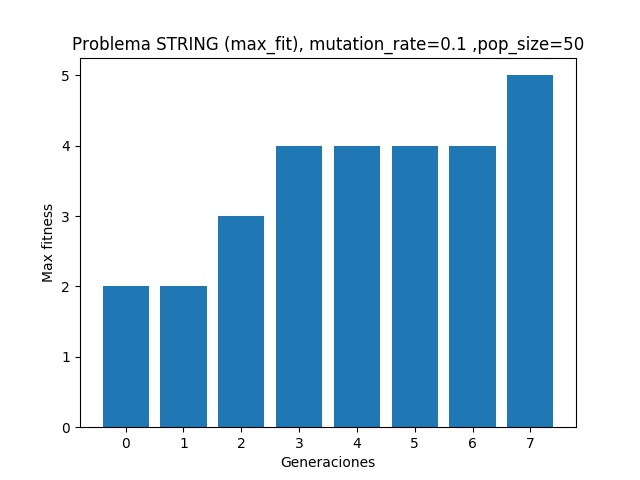 Problema STRING (max_fit), mutation_rate=0.1 ,pop_size=50
5
4
3
2
1
0
Max fitness
0 1 2 3 4 5 6 7
Generaciones